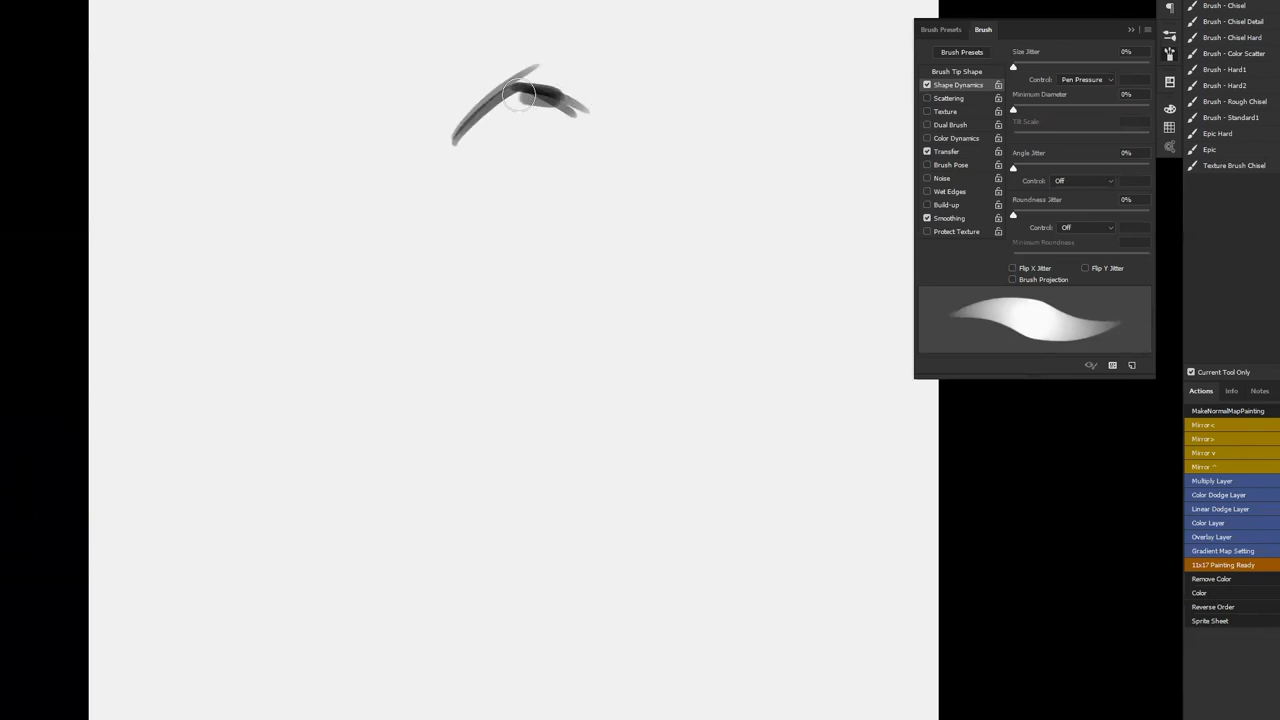 Brush Presets
Brush
Brush Presets
Brush Tip Shape
Shape Dynamics
Scattering
Texture
Dual Brush
Color Dynamics
Transfer
Brush Pose
Noise
Wet Edges
Build-up
Smoothing
Protect Texture
Size Jitter 0%
Control: Pen Pressure
Minimum Diameter 0%
Tilt Scale
Angle Jitter 0%
Control: Off
Roundness Jitter 0%
Control: Off
Minimum Roundness
Flip X Jitter
Flip Y Jitter
Brush Projection
Brush - Chisel
Brush - Chisel Detail
Brush - Chisel Hard
Brush - Color Scatter
Brush - Hard1
Brush - Hard2
Brush - Rough Chisel
Brush - Standard1
Epic Hard
Epic
Texture Brush Chisel
Current Tool Only
Actions
Info
Notes
MakeNormalMapPainting
Mirror <
Mirror >
Mirror v
Mirror ^
Multiply Layer
Color Dodge Layer
Linear Dodge Layer
Color Layer
Overlay Layer
Gradient Map Setting
11x17 Painting Ready
Remove Color
Color
Reverse Order
Sprite Sheet